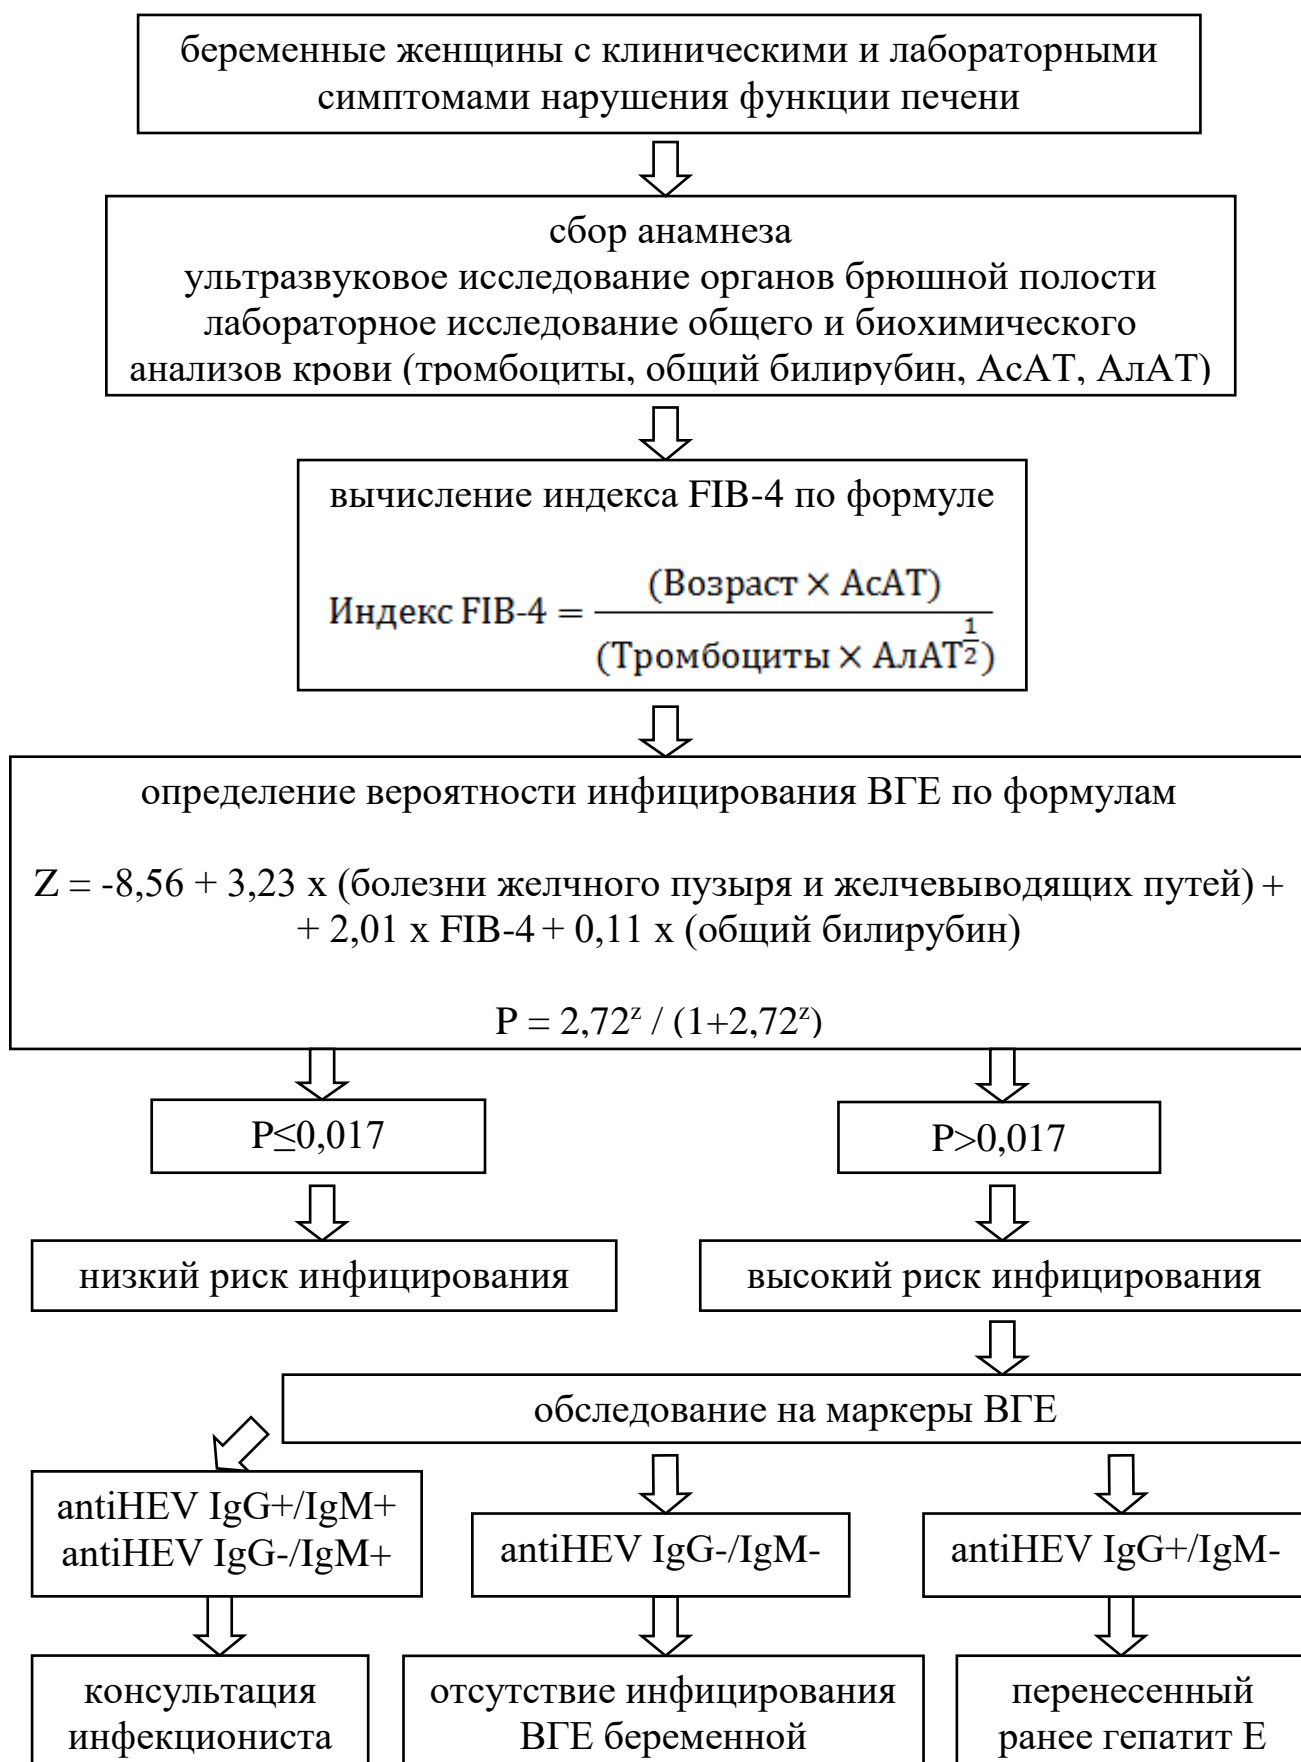 беременные женщины с клиническими и лабораторными
симптомами нарушения функции печени
сбор анамнеза
ультразвуковое исследование органов брюшной полости
лабораторное исследование общего и биохимического
анализов крови (тромбоциты, общий билирубин, АсАТ, АлАТ)
вычисление индекса FIB-4 по формуле
Индекс FIB-4 = (Возраст × АсАТ) / (Тромбоциты × АлАТ^(1/2))
определение вероятности инфицирования ВГЕ по формулам
Z = -8,56 + 3,23 х (болезни желчного пузыря и желчевыводящих путей) +
+ 2,01 х FIB-4 + 0,11 х (общий билирубин)
P = 2,72ᶻ / (1+2,72ᶻ)
P≤0,017
P>0,017
низкий риск инфицирования
высокий риск инфицирования
обследование на маркеры ВГЕ
antiHEV IgG+/IgM+
antiHEV IgG-/IgM+
antiHEV IgG-/IgM-
antiHEV IgG+/IgM-
консультация
инфекциониста
отсутствие инфицирования
ВГЕ беременной
перенесенный
ранее гепатит Е